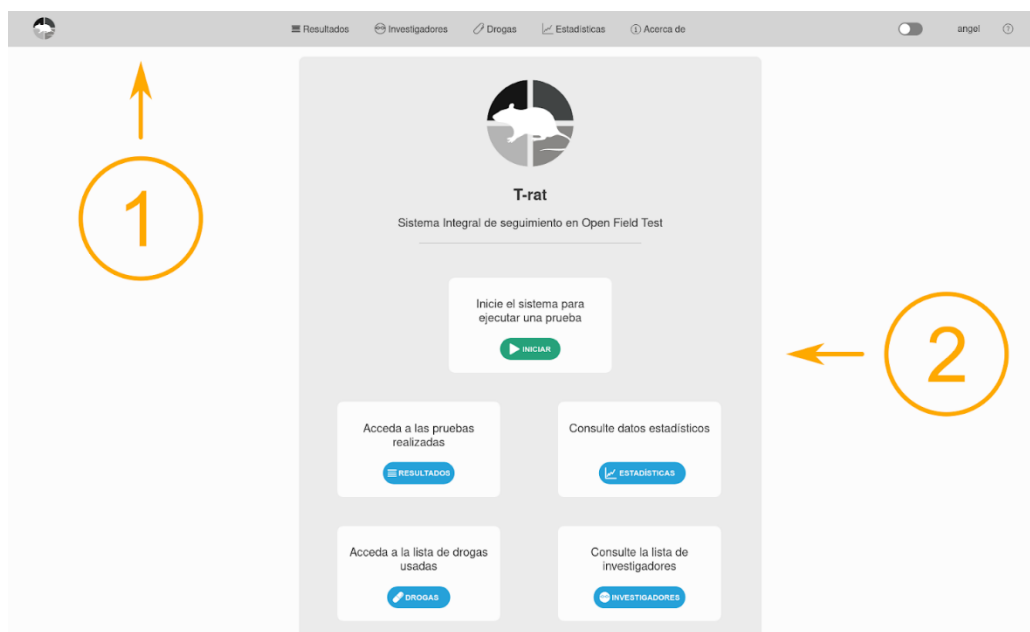 Resultados Investigadores Drogas Estadísticas Acerca de angel
1
T-rat
Sistema Integral de seguimiento en Open Field Test
Inicie el sistema para
ejecutar una prueba
INICIAR
2
Acceda a las pruebas
realizadas
RESULTADOS
Consulte datos estadísticos
ESTADÍSTICAS
Acceda a la lista de drogas
usadas
DROGAS
Consulte la lista de
investigadores
INVESTIGADORES